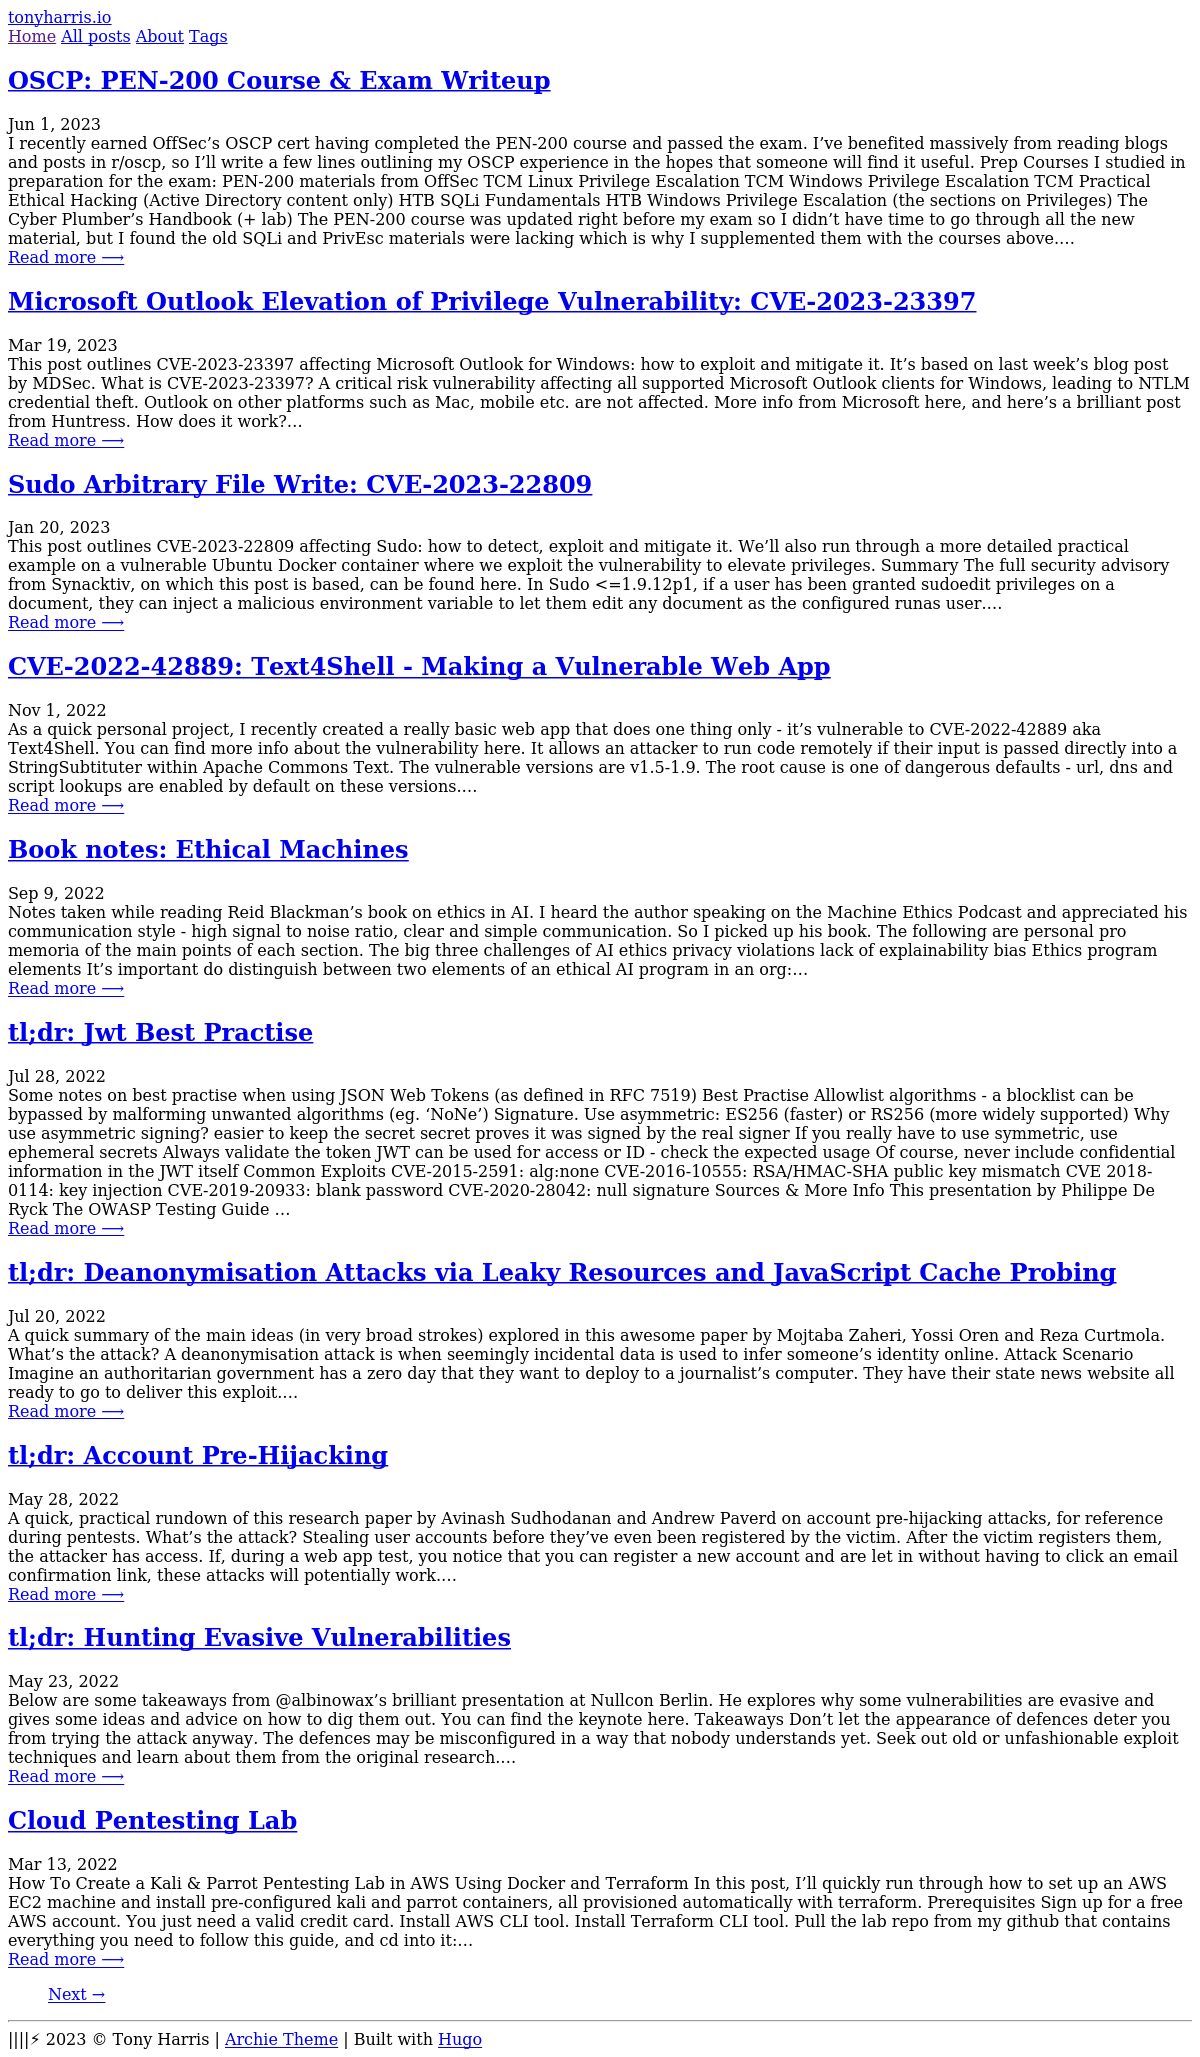 tonyharris.io
Home All posts About Tags
OSCP: PEN-200 Course & Exam Writeup
Jun 1, 2023
I recently earned OffSec’s OSCP cert having completed the PEN-200 course and passed the exam. I’ve benefited massively from reading blogs
and posts in r/oscp, so I’ll write a few lines outlining my OSCP experience in the hopes that someone will find it useful. Prep Courses I studied in
preparation for the exam: PEN-200 materials from OffSec TCM Linux Privilege Escalation TCM Windows Privilege Escalation TCM Practical
Ethical Hacking (Active Directory content only) HTB SQLi Fundamentals HTB Windows Privilege Escalation (the sections on Privileges) The
Cyber Plumber’s Handbook (+ lab) The PEN-200 course was updated right before my exam so I didn’t have time to go through all the new
material, but I found the old SQLi and PrivEsc materials were lacking which is why I supplemented them with the courses above.…
Read more ⟶
Microsoft Outlook Elevation of Privilege Vulnerability: CVE-2023-23397
Mar 19, 2023
This post outlines CVE-2023-23397 affecting Microsoft Outlook for Windows: how to exploit and mitigate it. It’s based on last week’s blog post
by MDSec. What is CVE-2023-23397? A critical risk vulnerability affecting all supported Microsoft Outlook clients for Windows, leading to NTLM
credential theft. Outlook on other platforms such as Mac, mobile etc. are not affected. More info from Microsoft here, and here’s a brilliant post
from Huntress. How does it work?…
Read more ⟶
Sudo Arbitrary File Write: CVE-2023-22809
Jan 20, 2023
This post outlines CVE-2023-22809 affecting Sudo: how to detect, exploit and mitigate it. We’ll also run through a more detailed practical
example on a vulnerable Ubuntu Docker container where we exploit the vulnerability to elevate privileges. Summary The full security advisory
from Synacktiv, on which this post is based, can be found here. In Sudo <=1.9.12p1, if a user has been granted sudoedit privileges on a
document, they can inject a malicious environment variable to let them edit any document as the configured runas user.…
Read more ⟶
CVE-2022-42889: Text4Shell - Making a Vulnerable Web App
Nov 1, 2022
As a quick personal project, I recently created a really basic web app that does one thing only - it’s vulnerable to CVE-2022-42889 aka
Text4Shell. You can find more info about the vulnerability here. It allows an attacker to run code remotely if their input is passed directly into a
StringSubtituter within Apache Commons Text. The vulnerable versions are v1.5-1.9. The root cause is one of dangerous defaults - url, dns and
script lookups are enabled by default on these versions.…
Read more ⟶
Book notes: Ethical Machines
Sep 9, 2022
Notes taken while reading Reid Blackman’s book on ethics in AI. I heard the author speaking on the Machine Ethics Podcast and appreciated his
communication style - high signal to noise ratio, clear and simple communication. So I picked up his book. The following are personal pro
memoria of the main points of each section. The big three challenges of AI ethics privacy violations lack of explainability bias Ethics program
elements It’s important do distinguish between two elements of an ethical AI program in an org:…
Read more ⟶
tl;dr: Jwt Best Practise
Jul 28, 2022
Some notes on best practise when using JSON Web Tokens (as defined in RFC 7519) Best Practise Allowlist algorithms - a blocklist can be
bypassed by malforming unwanted algorithms (eg. ‘NoNe’) Signature. Use asymmetric: ES256 (faster) or RS256 (more widely supported) Why
use asymmetric signing? easier to keep the secret secret proves it was signed by the real signer If you really have to use symmetric, use
ephemeral secrets Always validate the token JWT can be used for access or ID - check the expected usage Of course, never include confidential
information in the JWT itself Common Exploits CVE-2015-2591: alg:none CVE-2016-10555: RSA/HMAC-SHA public key mismatch CVE 2018-
0114: key injection CVE-2019-20933: blank password CVE-2020-28042: null signature Sources & More Info This presentation by Philippe De
Ryck The OWASP Testing Guide …
Read more ⟶
tl;dr: Deanonymisation Attacks via Leaky Resources and JavaScript Cache Probing
Jul 20, 2022
A quick summary of the main ideas (in very broad strokes) explored in this awesome paper by Mojtaba Zaheri, Yossi Oren and Reza Curtmola.
What’s the attack? A deanonymisation attack is when seemingly incidental data is used to infer someone’s identity online. Attack Scenario
Imagine an authoritarian government has a zero day that they want to deploy to a journalist’s computer. They have their state news website all
ready to go to deliver this exploit.…
Read more ⟶
tl;dr: Account Pre-Hijacking
May 28, 2022
A quick, practical rundown of this research paper by Avinash Sudhodanan and Andrew Paverd on account pre-hijacking attacks, for reference
during pentests. What’s the attack? Stealing user accounts before they’ve even been registered by the victim. After the victim registers them,
the attacker has access. If, during a web app test, you notice that you can register a new account and are let in without having to click an email
confirmation link, these attacks will potentially work.…
Read more ⟶
tl;dr: Hunting Evasive Vulnerabilities
May 23, 2022
Below are some takeaways from @albinowax’s brilliant presentation at Nullcon Berlin. He explores why some vulnerabilities are evasive and
gives some ideas and advice on how to dig them out. You can find the keynote here. Takeaways Don’t let the appearance of defences deter you
from trying the attack anyway. The defences may be misconfigured in a way that nobody understands yet. Seek out old or unfashionable exploit
techniques and learn about them from the original research.…
Read more ⟶
Cloud Pentesting Lab
Mar 13, 2022
How To Create a Kali & Parrot Pentesting Lab in AWS Using Docker and Terraform In this post, I’ll quickly run through how to set up an AWS
EC2 machine and install pre-configured kali and parrot containers, all provisioned automatically with terraform. Prerequisites Sign up for a free
AWS account. You just need a valid credit card. Install AWS CLI tool. Install Terraform CLI tool. Pull the lab repo from my github that contains
everything you need to follow this guide, and cd into it:…
Read more ⟶
Next →
||||⚡ 2023 © Tony Harris | Archie Theme | Built with Hugo